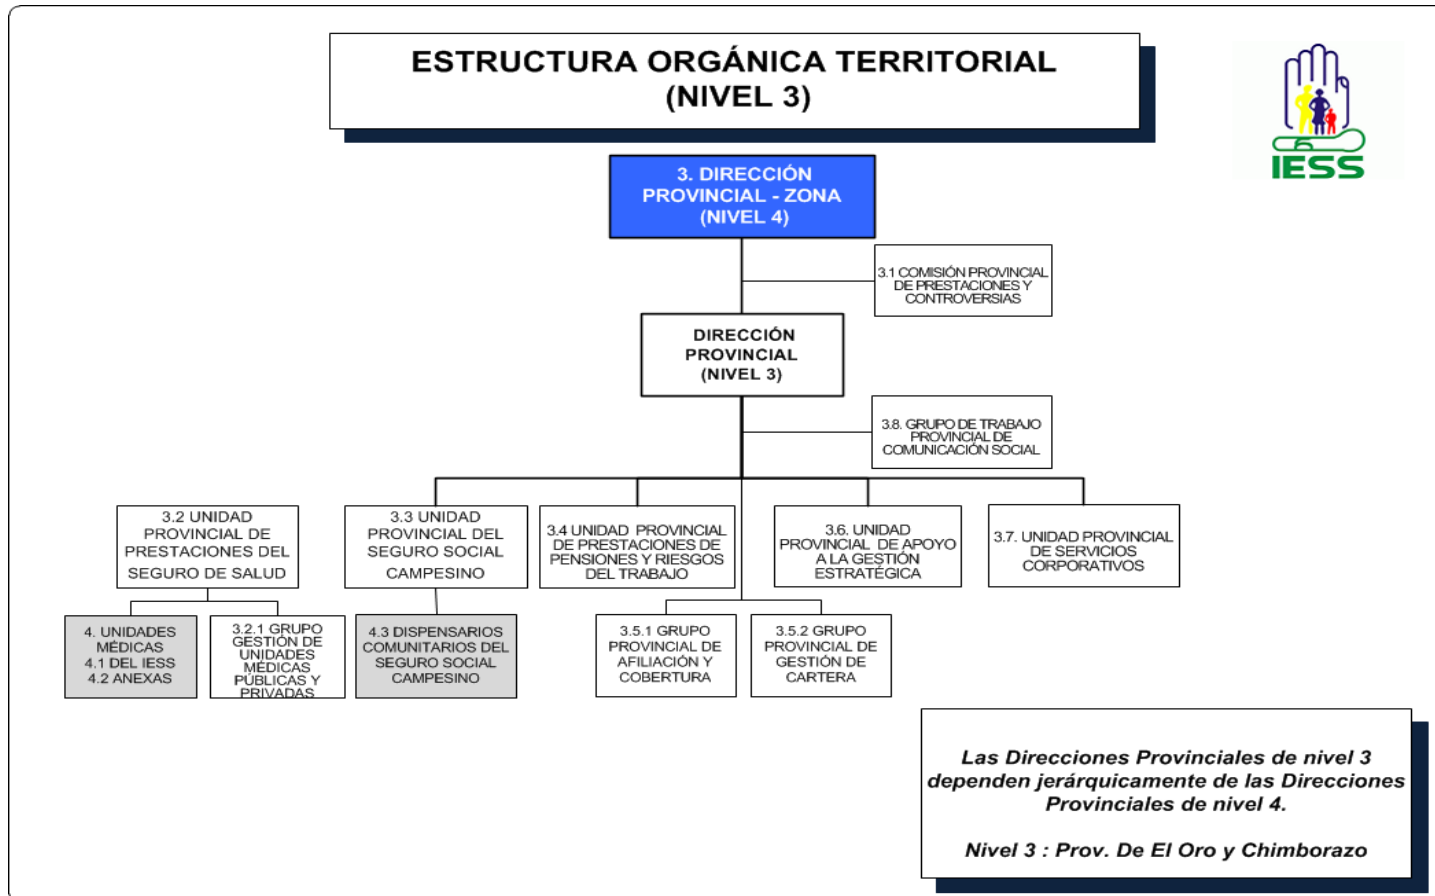 ESTRUCTURA ORGÁNICA TERRITORIAL
(NIVEL 3)
IESS
3. DIRECCIÓN
PROVINCIAL - ZONA
(NIVEL 4)
3.1 COMISIÓN PROVINCIAL
DE PRESTACIONES Y
CONTROVERSIAS
DIRECCIÓN
PROVINCIAL
(NIVEL 3)
3.8. GRUPO DE TRABAJO
PROVINCIAL DE
COMUNICACIÓN SOCIAL
3.2 UNIDAD
PROVINCIAL DE
PRESTACIONES DEL
SEGURO DE SALUD
3.3 UNIDAD
PROVINCIAL DEL
SEGURO SOCIAL
CAMPESINO
3.4 UNIDAD PROVINCIAL
DE PRESTACIONES DE
PENSIONES Y RIESGOS
DEL TRABAJO
3.6. UNIDAD
PROVINCIAL DE APOYO
A LA GESTIÓN
ESTRATÉGICA
3.7. UNIDAD PROVINCIAL
DE SERVICIOS
CORPORATIVOS
4. UNIDADES
MÉDICAS
4.1 DEL IESS
4.2 ANEXAS
3.2.1 GRUPO
GESTIÓN DE
UNIDADES
MÉDICAS
PÚBLICAS Y
PRIVADAS
4.3 DISPENSARIOS
COMUNITARIOS DEL
SEGURO SOCIAL
CAMPESINO
3.5.1 GRUPO
PROVINCIAL DE
AFILIACIÓN Y
COBERTURA
3.5.2 GRUPO
PROVINCIAL DE
GESTIÓN DE
CARTERA
Las Direcciones Provinciales de nivel 3
dependen jerárquicamente de las Direcciones
Provinciales de nivel 4.
Nivel 3 : Prov. De El Oro y Chimborazo